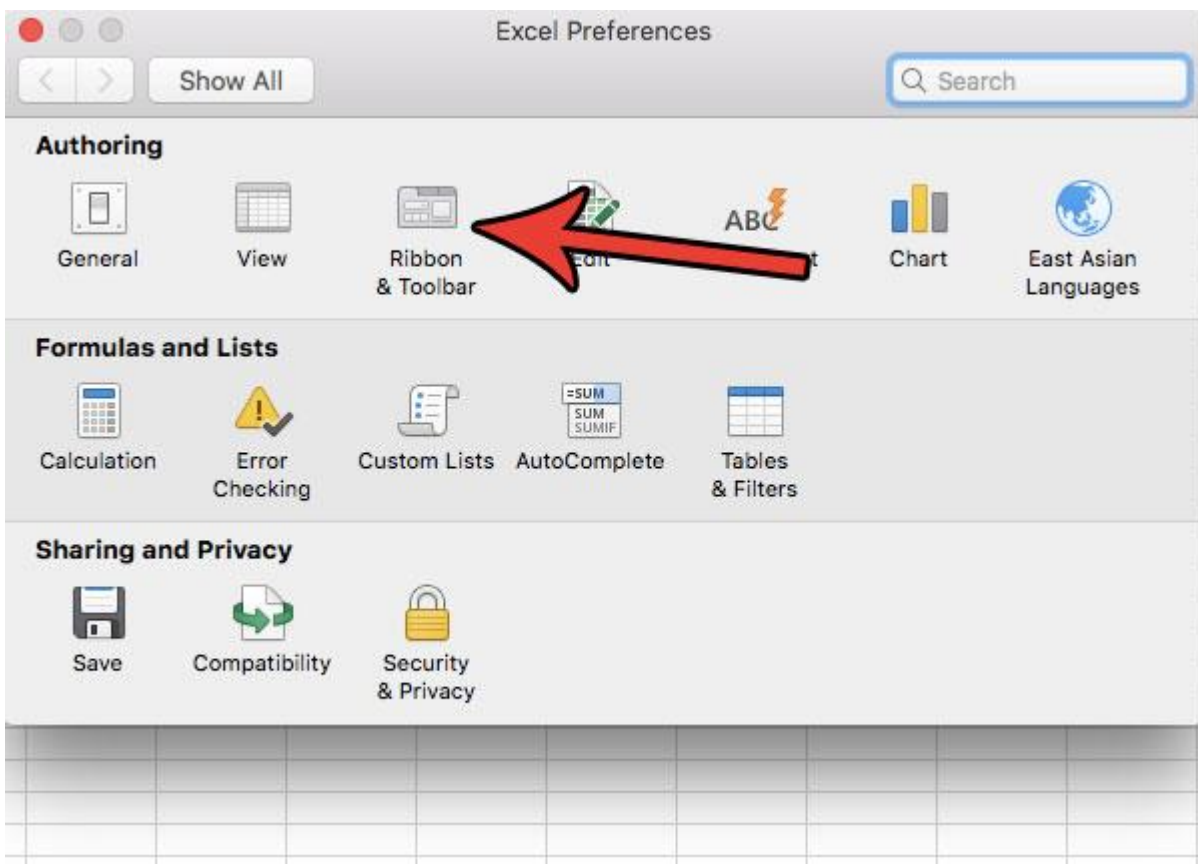 Excel Preferences
Show All
Search
Authoring
General
View
Ribbon
& Toolbar
Edit
ABC
Chart
East Asian
Languages
Formulas and Lists
Calculation
Error
Checking
Custom Lists
=SUM
SUM
SUMIF
AutoComplete
Tables
& Filters
Sharing and Privacy
Save
Compatibility
Security
& Privacy